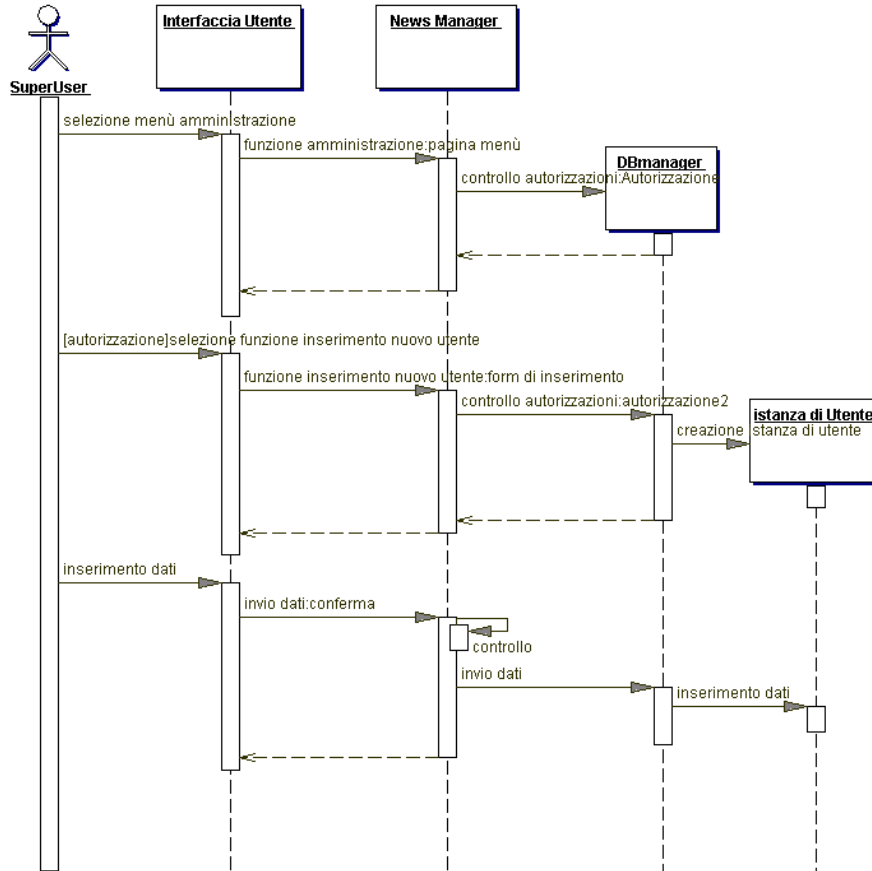 Interfaccia Utente
News Manager
SuperUser
selezione menù amministrazione
funzione amministrazione:pagina menù
DBmanager
controllo autorizzazioni:Autorizzazione
[autorizzazione]selezione funzione inserimento nuovo utente
funzione inserimento nuovo utente:form di inserimento
controllo autorizzazioni:autorizzazione2
istanza di Utente
creazione stanza di utente
inserimento dati
invio dati:conferma
controllo
invio dati
inserimento dati